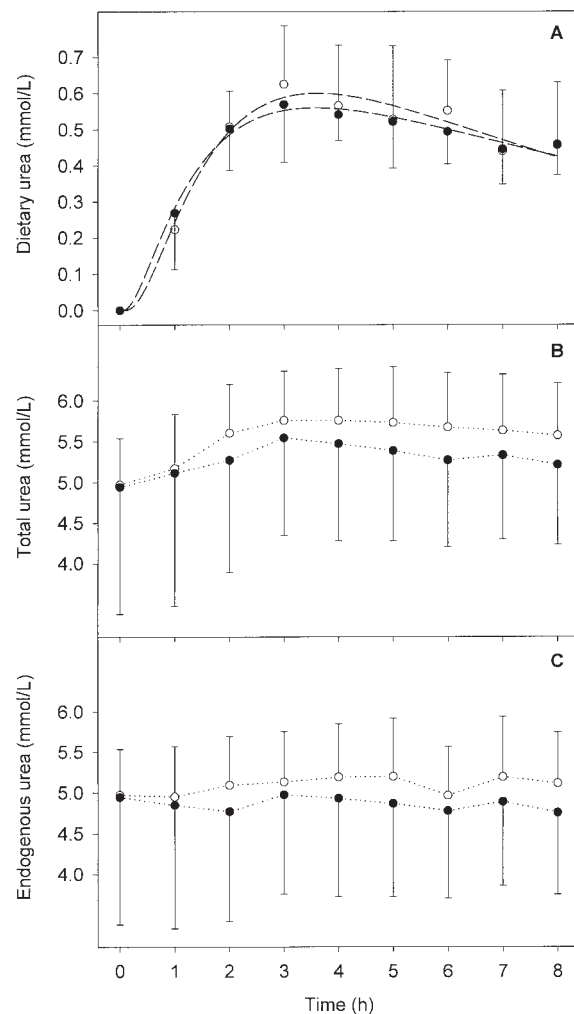 A
Dietary urea (mmol/L)
0.7
0.6
0.5
0.4
0.3
0.2
0.1
0.0
B
Total urea (mmol/L)
6.0
5.5
5.0
4.5
4.0
C
Endogenous urea (mmol/L)
6.0
5.5
5.0
4.5
4.0
0 1 2 3 4 5 6 7 8
Time (h)